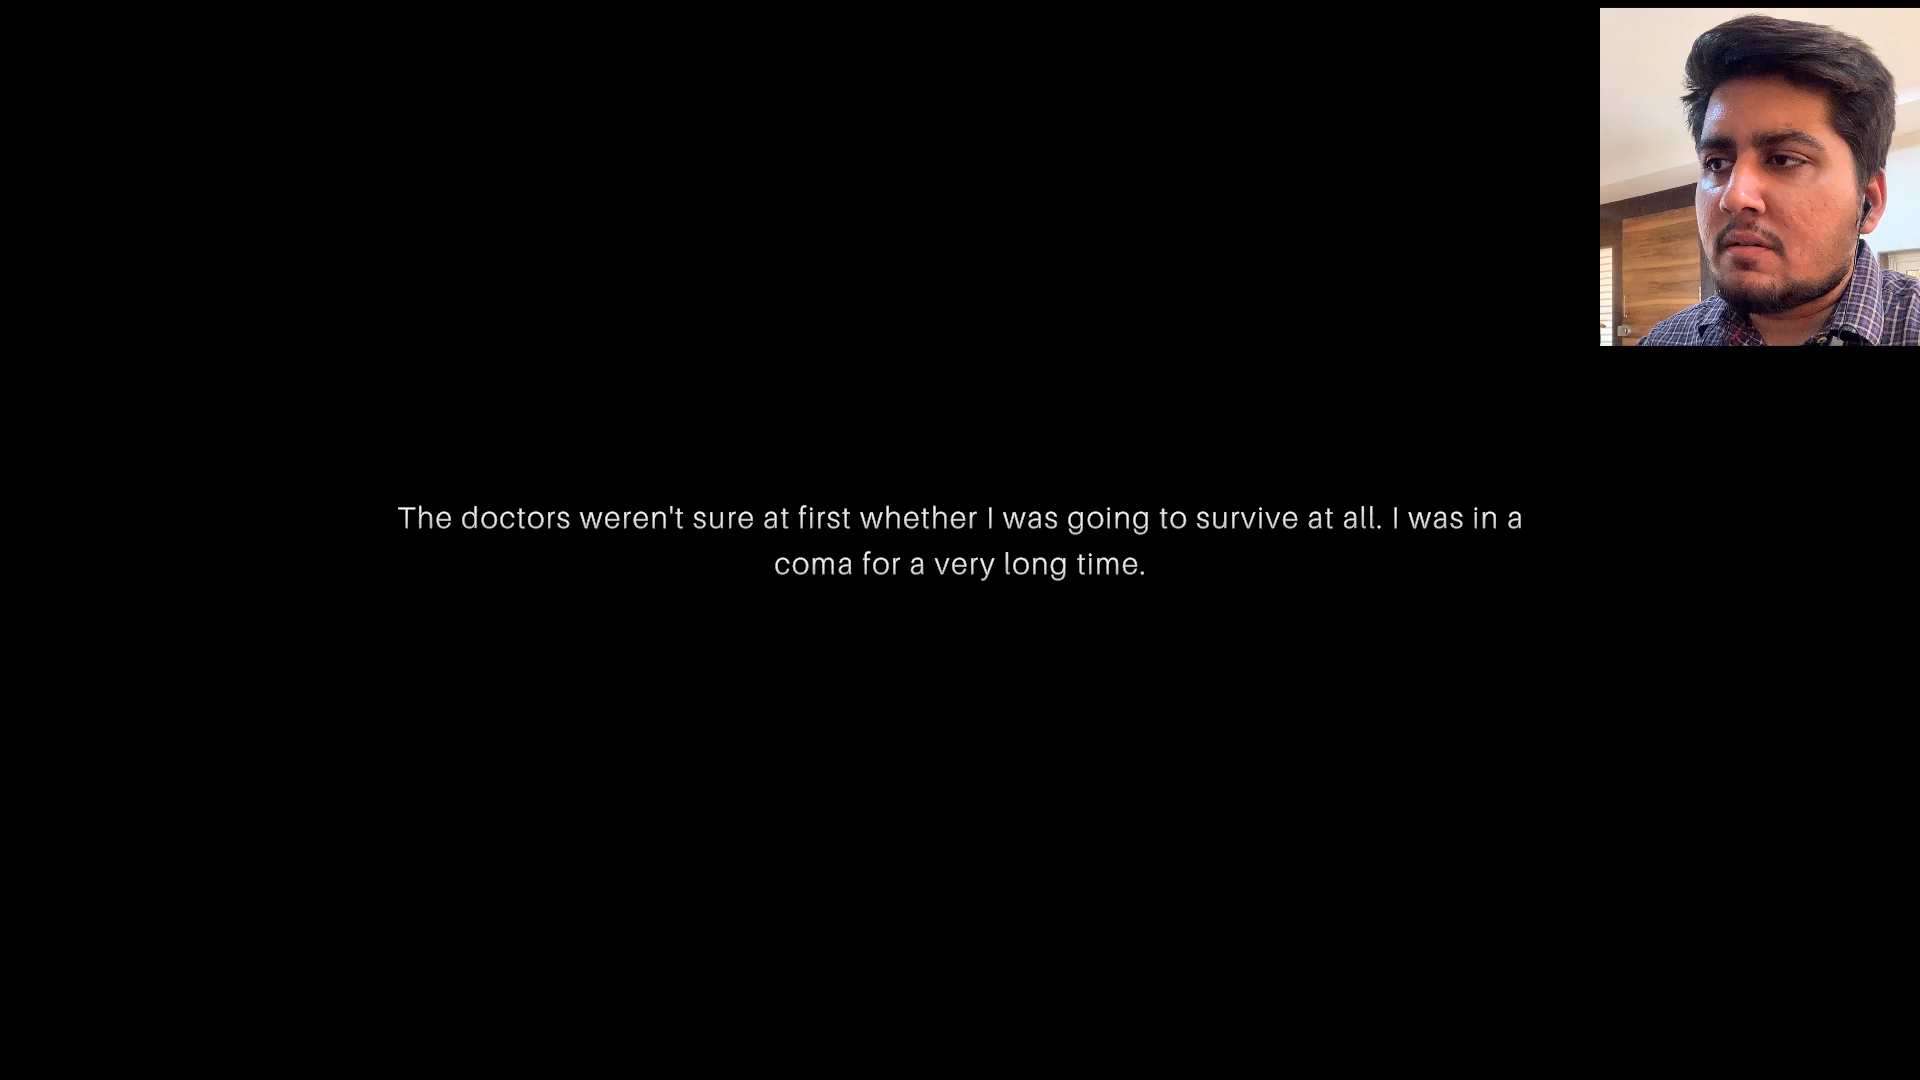 The doctors weren't sure at first whether I was going to survive at all. I was in a
coma for a very long time.